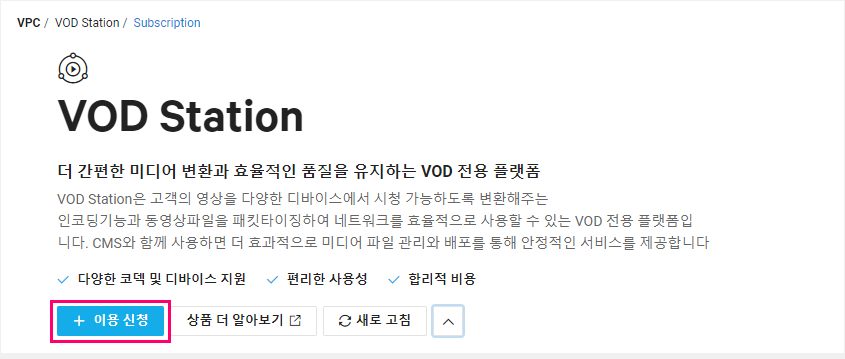 VPC / VOD Station / Subscription
VOD Station
더 간편한 미디어 변환과 효율적인 품질을 유지하는 VOD 전용 플랫폼
VOD Station은 고객의 영상을 다양한 디바이스에서 시청 가능하도록 변환해주는
인코딩기능과 동영상파일을 패킷타이징하여 네트워크를 효율적으로 사용할 수 있는 VOD 전용 플랫폼입
니다. CMS와 함께 사용하면 더 효과적으로 미디어 파일 관리와 배포를 통해 안정적인 서비스를 제공합니다
다양한 코덱 및 디바이스 지원 편리한 사용성 합리적 비용
+ 이용 신청 상품 더 알아보기 새로 고침